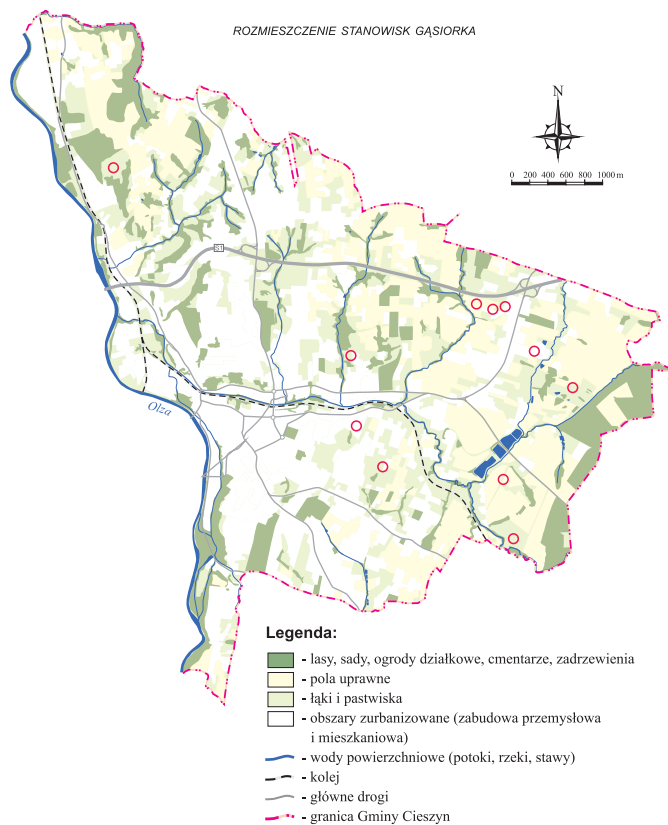 ROZMIESZCZENIE STANOWISK GĄSIORKA
N
0 200 400 600 800 1000 m
S1
Olza
Legenda:
- lasy, sady, ogrody działkowe, cmentarze, zadrzewienia
- pola uprawne
- łąki i pastwiska
- obszary zurbanizowane (zabudowa przemysłowa
i mieszkaniowa)
- wody powierzchniowe (potoki, rzeki, stawy)
- kolej
- główne drogi
- granica Gminy Cieszyn